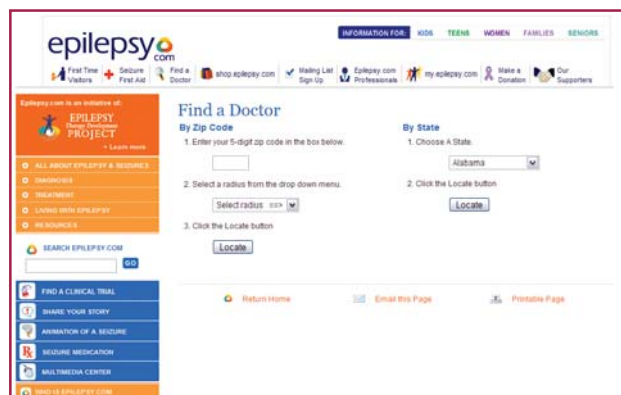 epilepsy
com
INFORMATION FOR: KIDS TEENS WOMEN FAMILIES SENIORS
First Time Visitors
Seizure First Aid
Find a Doctor
shop.epilepsy.com
Mailing List Sign Up
Epilepsy.com Professionals
my.epilepsy.com
Make a Donation
Our Supporters
Epilepsy.com is an initiative of:
EPILEPSY
Therapy Development
PROJECT
» Learn more
ALL ABOUT EPILEPSY & SEIZURES
DIAGNOSIS
TREATMENT
LIVING WITH EPILEPSY
RESOURCES
SEARCH EPILEPSY.COM
GO
FIND A CLINICAL TRIAL
SHARE YOUR STORY
ANIMATION OF A SEIZURE
SEIZURE MEDICATION
MULTIMEDIA CENTER
WHO IS EPILEPSY.COM
Find a Doctor
By Zip Code
1. Enter your 5-digit zip code in the box below.
2. Select a radius from the drop down menu.
Select radius ==>
3. Click the Locate button
Locate
By State
1. Choose A State.
Alabama
2. Click the Locate button
Locate
Return Home
Email this Page
Printable Page